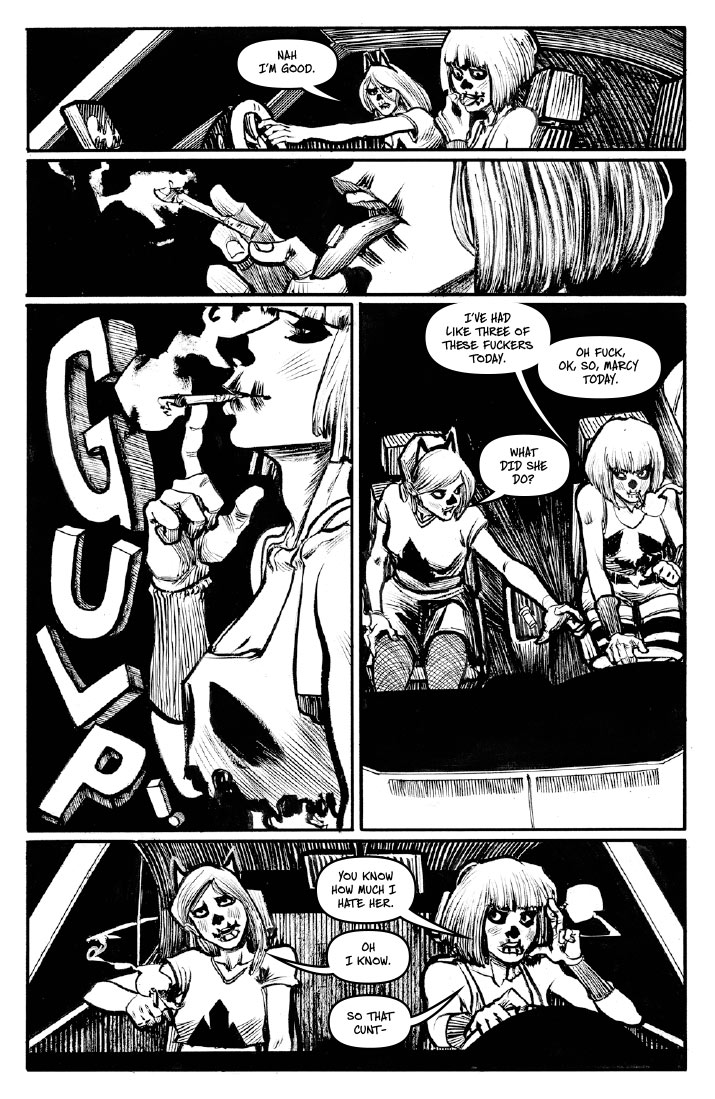 NAH
I'M GOOD.
GULP!
I'VE HAD
LIKE THREE OF
THESE FUCKERS
TODAY.
OH FUCK,
OK, SO, MARCY
TODAY.
WHAT
DID SHE
DO?
YOU KNOW
HOW MUCH I
HATE HER.
OH
I KNOW.
SO THAT
CUNT-